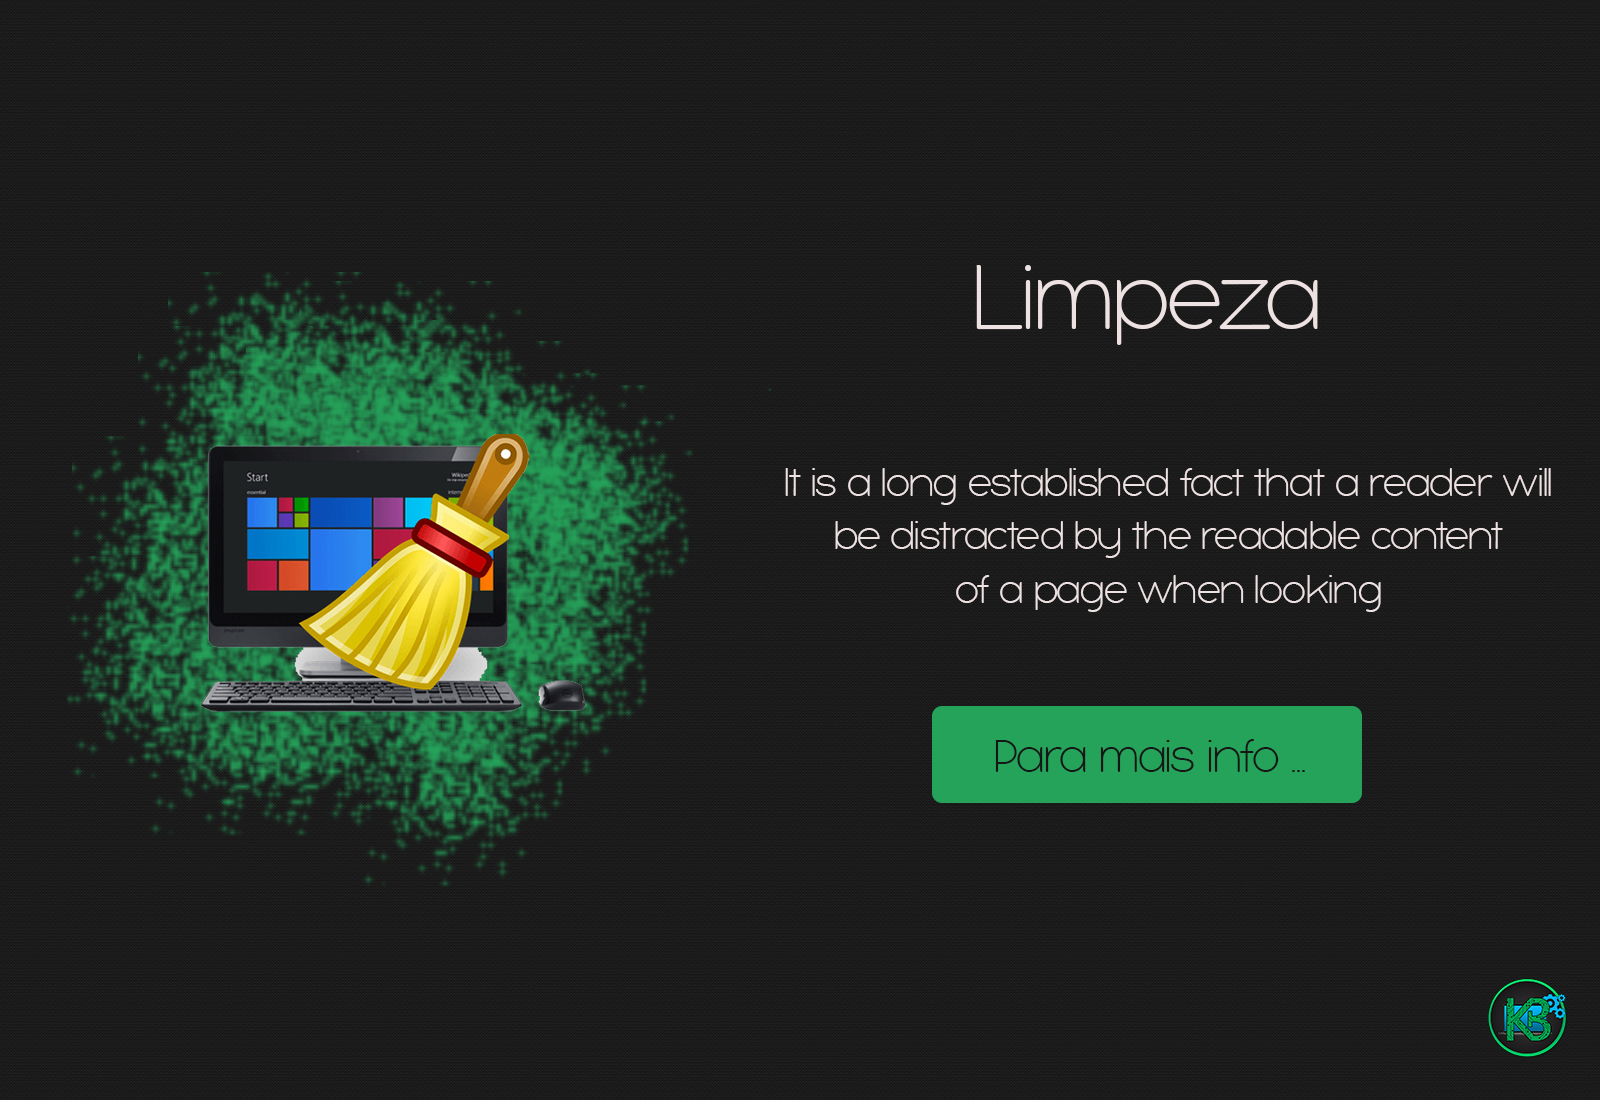 Limpeza
It is a long established fact that a reader will
be distracted by the readable content
of a page when looking
Para mais info ...
Start
essential
KB